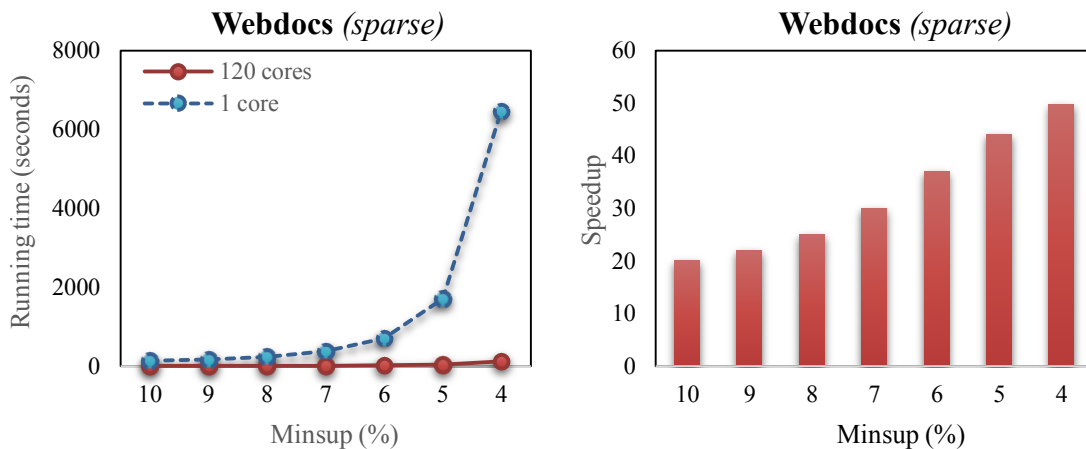 Webdocs (sparse)
8000
6000
4000
2000
0
Running time (seconds)
120 cores
1 core
10 9 8 7 6 5 4
Minsup (%)
Webdocs (sparse)
60
50
40
30
20
10
0
Speedup
10 9 8 7 6 5 4
Minsup (%)